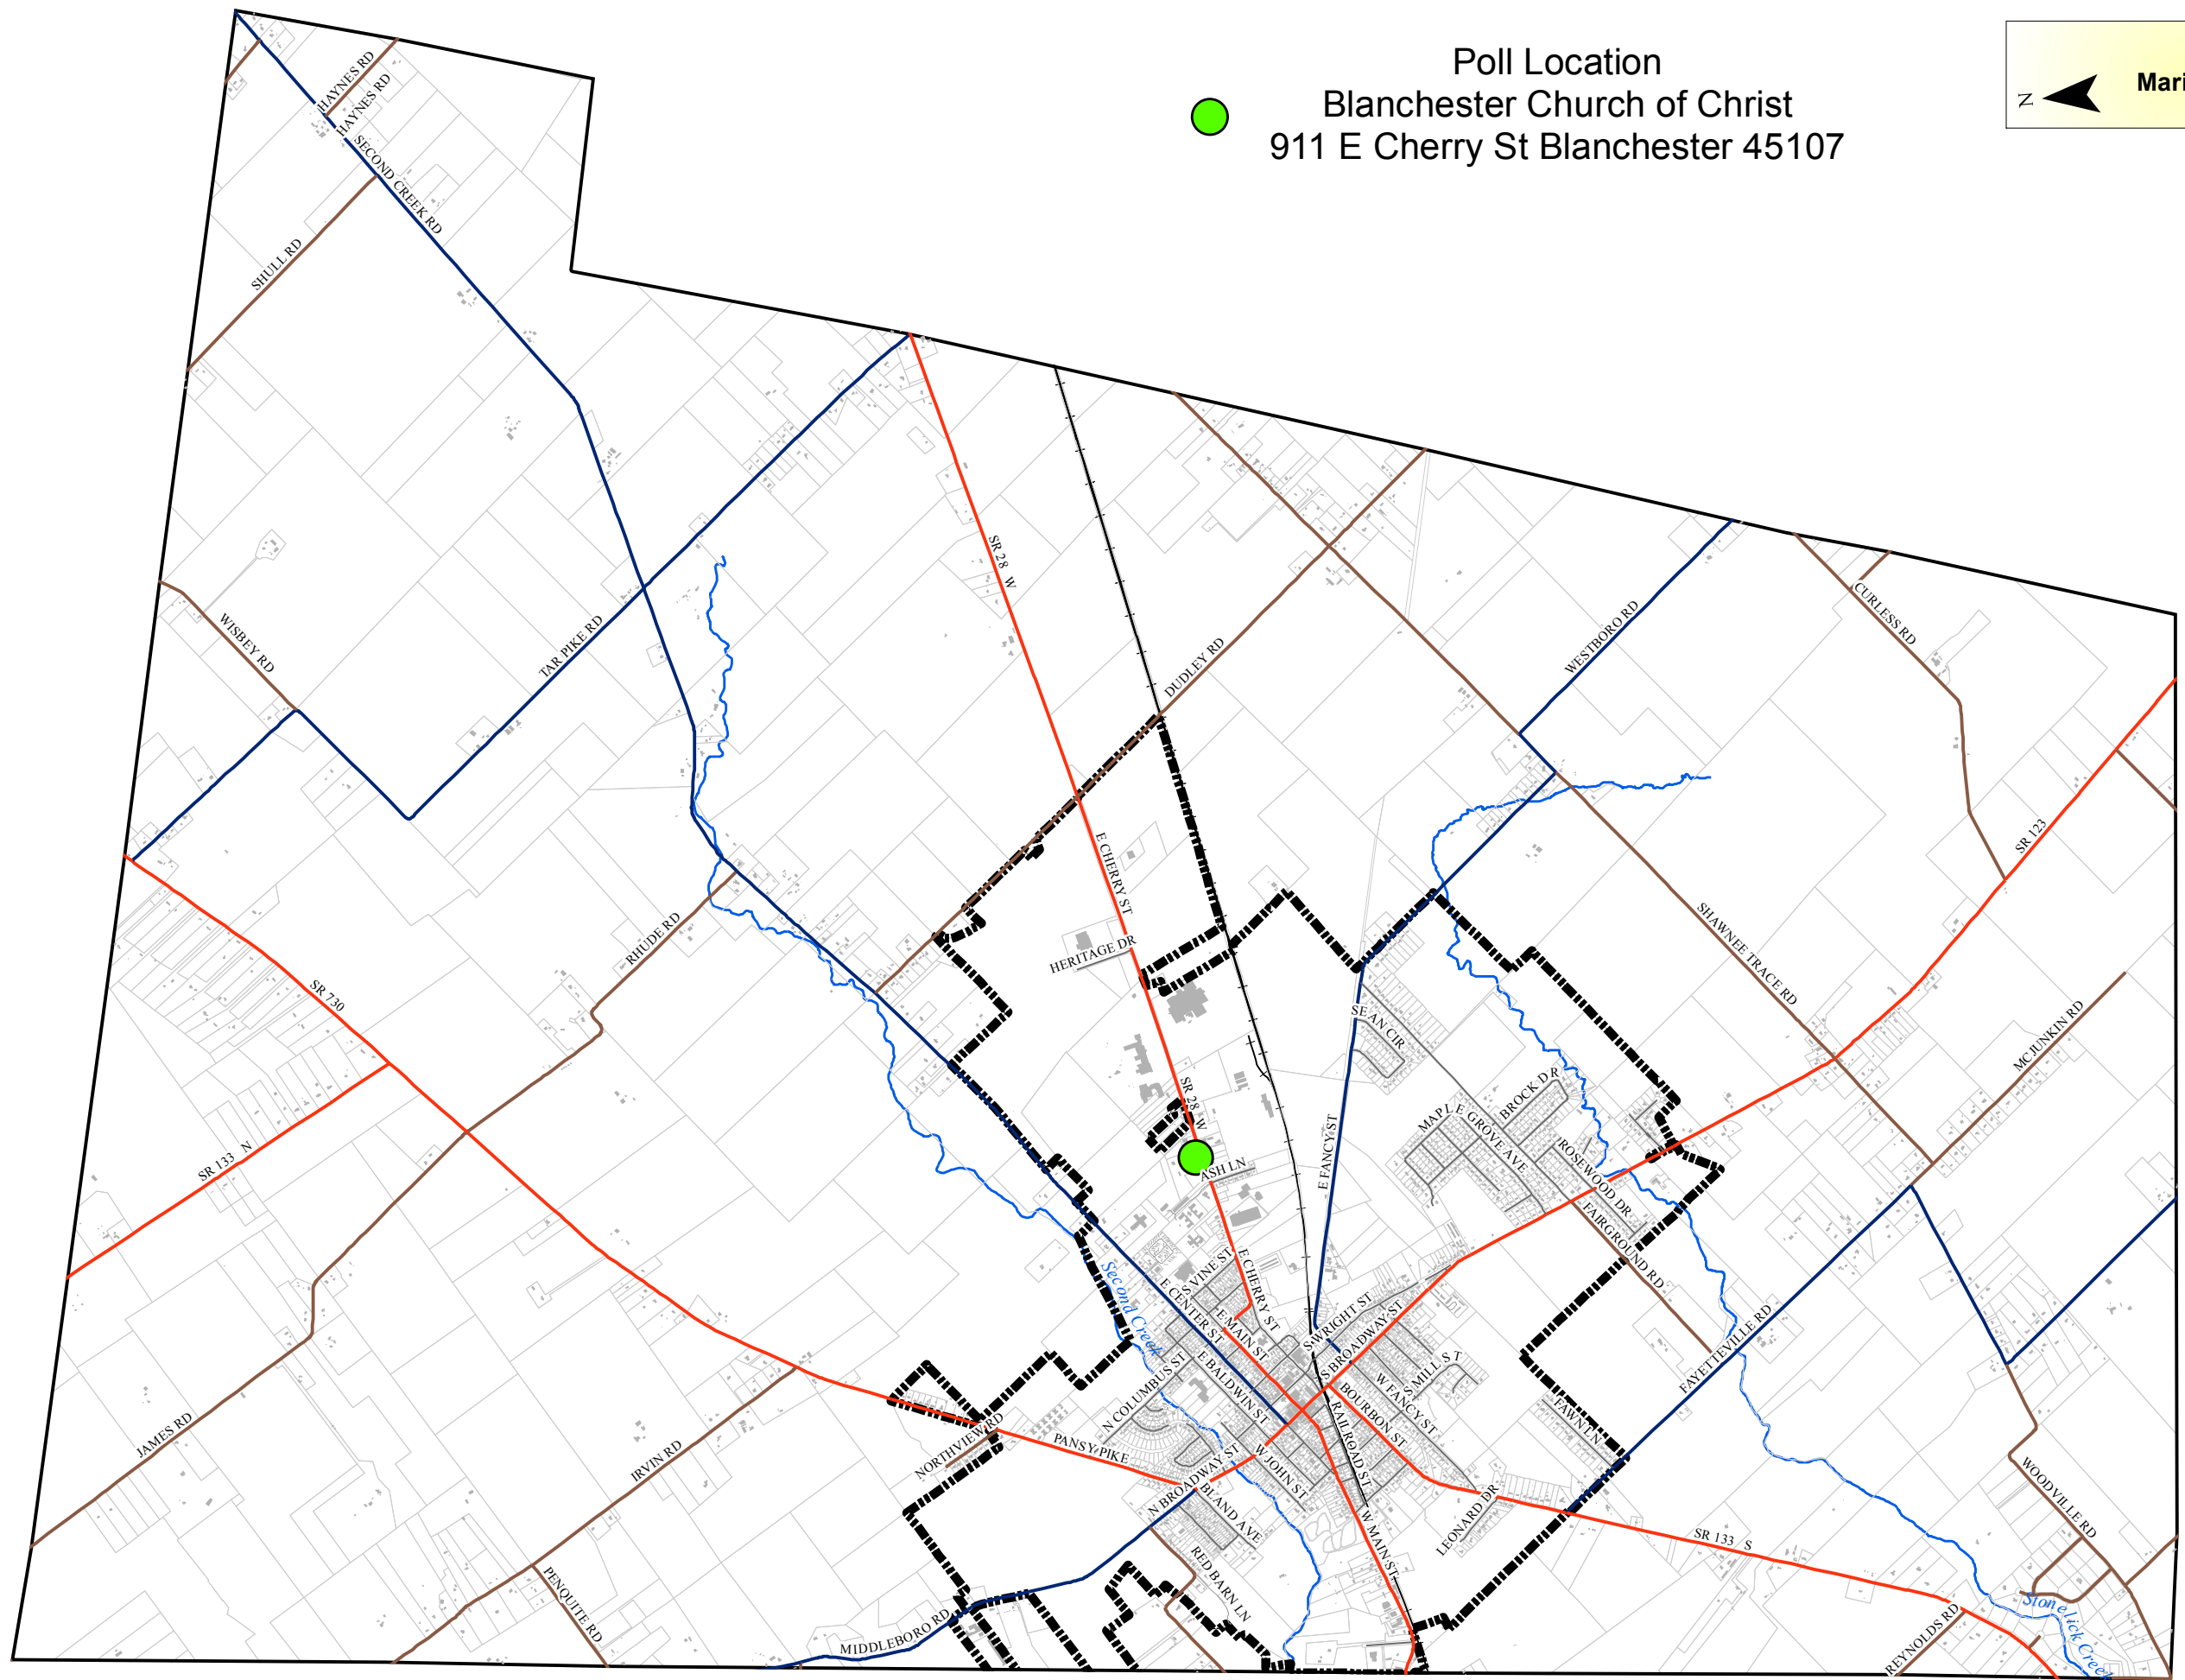 Poll Location
Blanchester Church of Christ
911 E Cherry St Blanchester 45107
N
Mari
HAYNES RD
HAYNES RD
SECOND CREEK RD
SHULL RD
SR 28 W
WISBEY RD
TAR PIKE RD
DUDLEY RD
WESTBORO RD
CURLESS RD
SR 123
E CHERRY ST
HERITAGE DR
RHUDE RD
SR 730
SHAWNEE TRACE RD
SEAN CIR
MCJUNKIN RD
SR 28 W
BROCK DR
MAPLE GROVE AVE
E FANCY ST
ASH LN
ROSEWOOD DR
SR 133 N
FAIRGROUND RD
Second Creek
S VINE ST
E CHERRY ST
E CENTER ST
E MAIN ST
S WRIGHT ST
S BROADWAY ST
FAYETTEVILLE RD
N COLUMBUS ST
E BALDWIN ST
S MILL ST
W FANCY ST
BOURBON ST
RAILROAD ST
FAWN LN
JAMES RD
IRVIN RD
NORTHVIEW RD
PANSY PIKE
N BROADWAY ST
W JOHN ST
BLAND AVE
LEONARD DR
WOODVILLE RD
W MAIN ST
SR 133 S
RED BARN LN
PENQUITE RD
MIDDLEBORO RD
REYNOLDS RD
Stonelick Creek